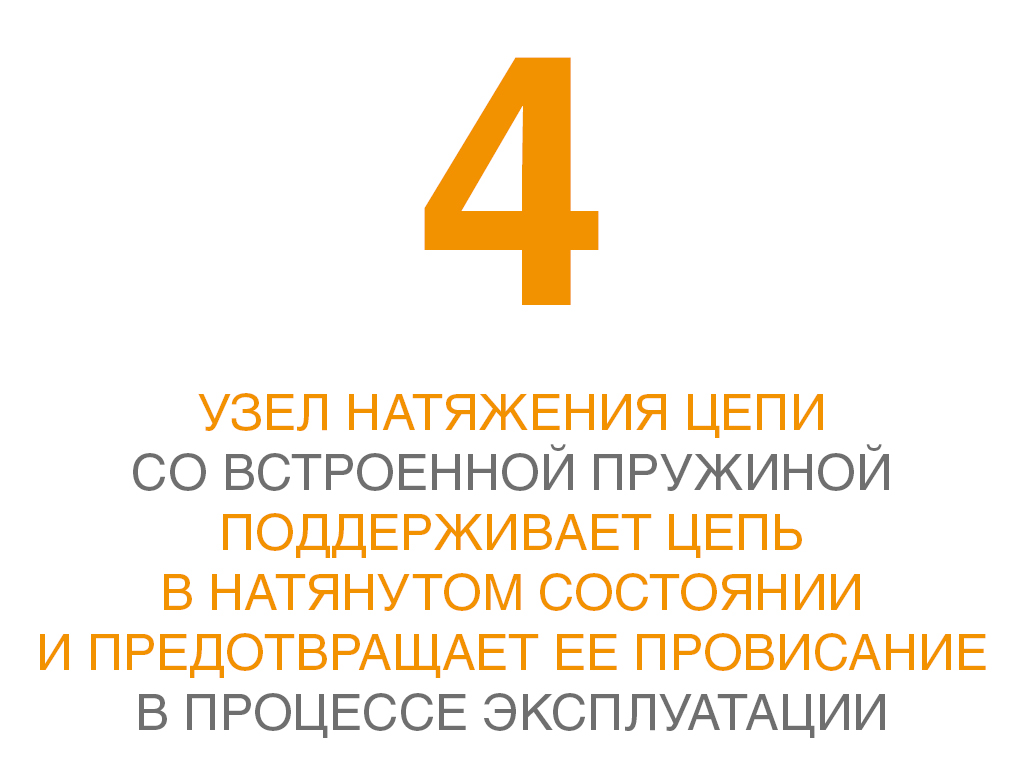 4
УЗЕЛ НАТЯЖЕНИЯ ЦЕПИ
СО ВСТРОЕННОЙ ПРУЖИНОЙ
ПОДДЕРЖИВАЕТ ЦЕПЬ
В НАТЯНУТОМ СОСТОЯНИИ
И ПРЕДОТВРАЩАЕТ ЕЕ ПРОВИСАНИЕ
В ПРОЦЕССЕ ЭКСПЛУАТАЦИИ